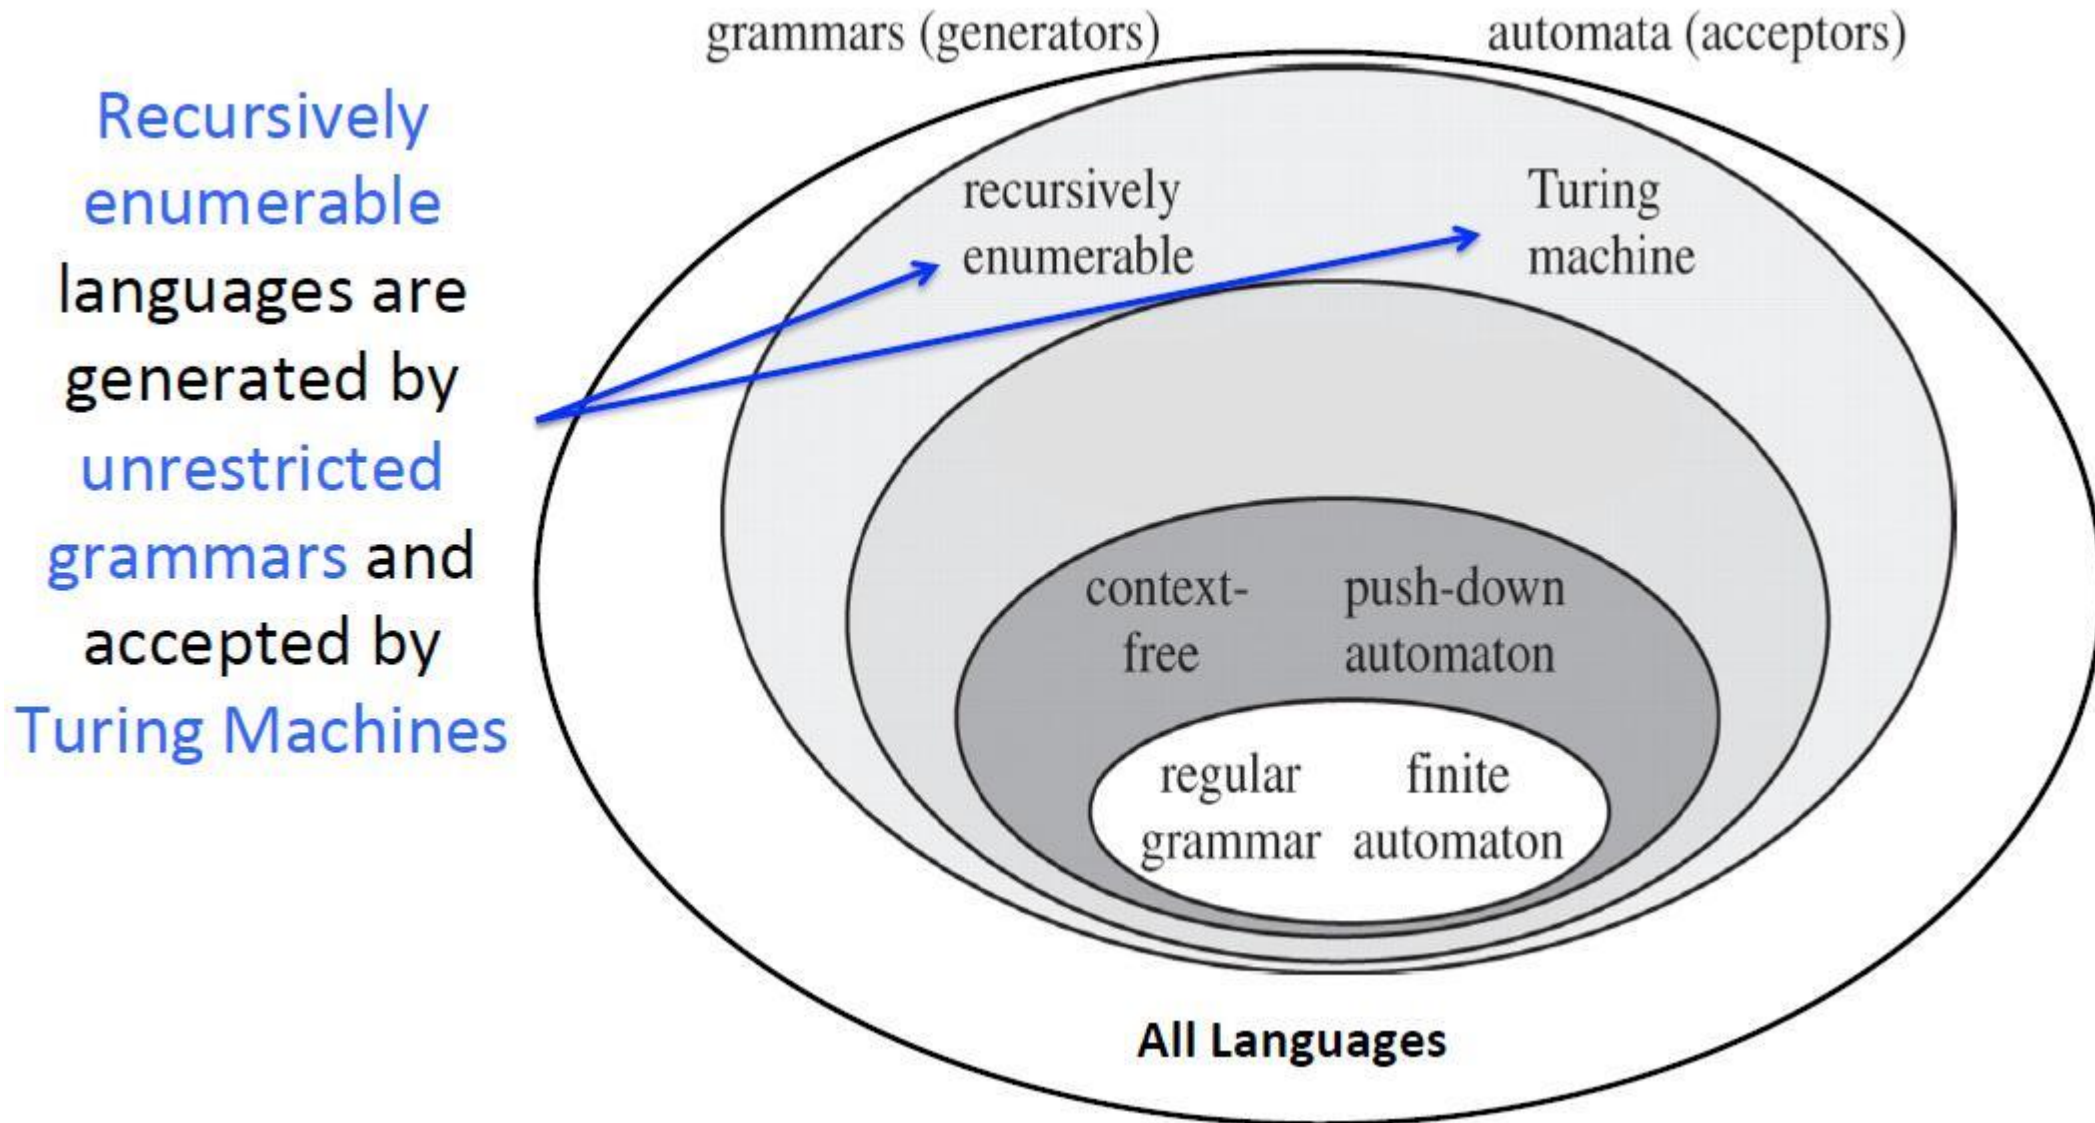 grammars (generators)
automata (acceptors)
Recursively
enumerable
languages are
generated by
unrestricted
grammars and
accepted by
Turing Machines
recursively
enumerable
Turing
machine
context-
free
push-down
automaton
regular
grammar
finite
automaton
All Languages